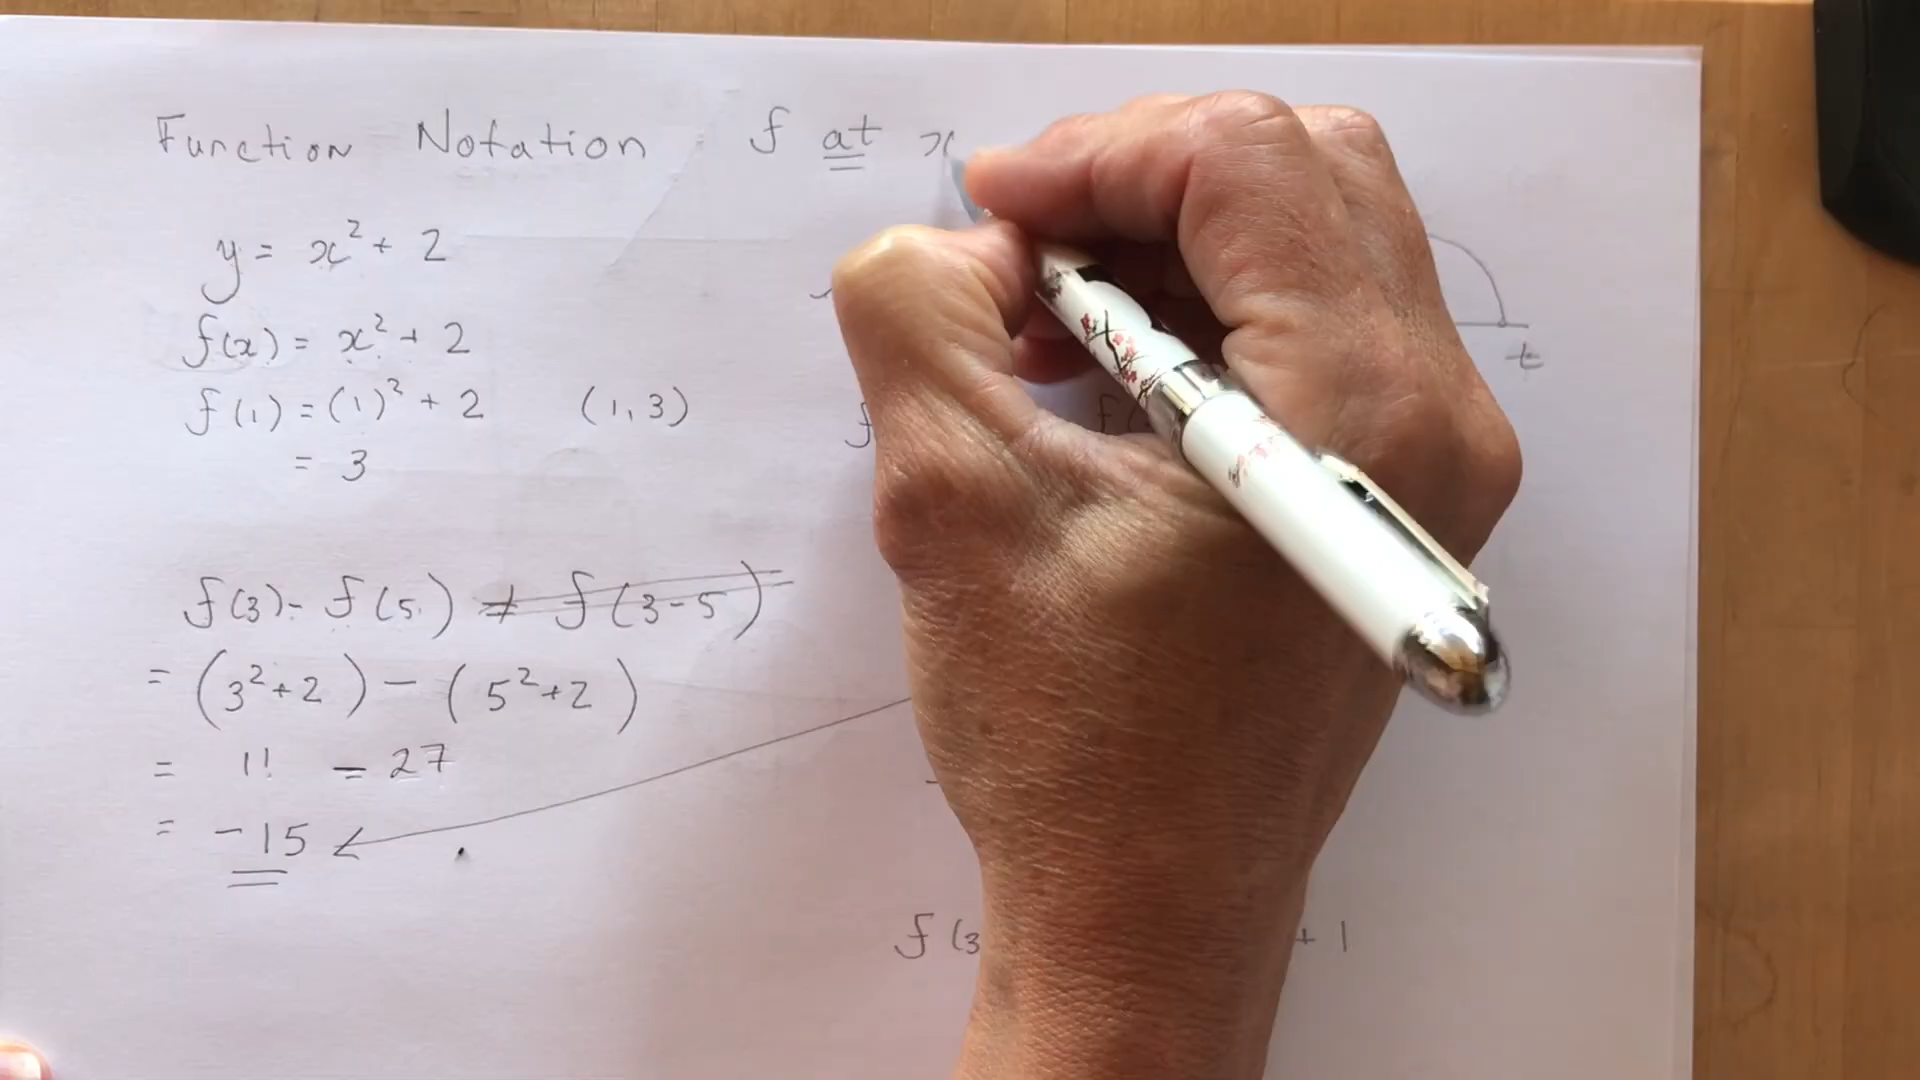 Function Notation f at x
y = x² + 2
f(x) = x² + 2
f(1) = (1)² + 2 (1,3)
= 3
t
f f(
f(3) - f(5) ≠ f(3-5)
= (3²+2) - (5²+2)
= 11 - 27
= -15
f(3 + 1